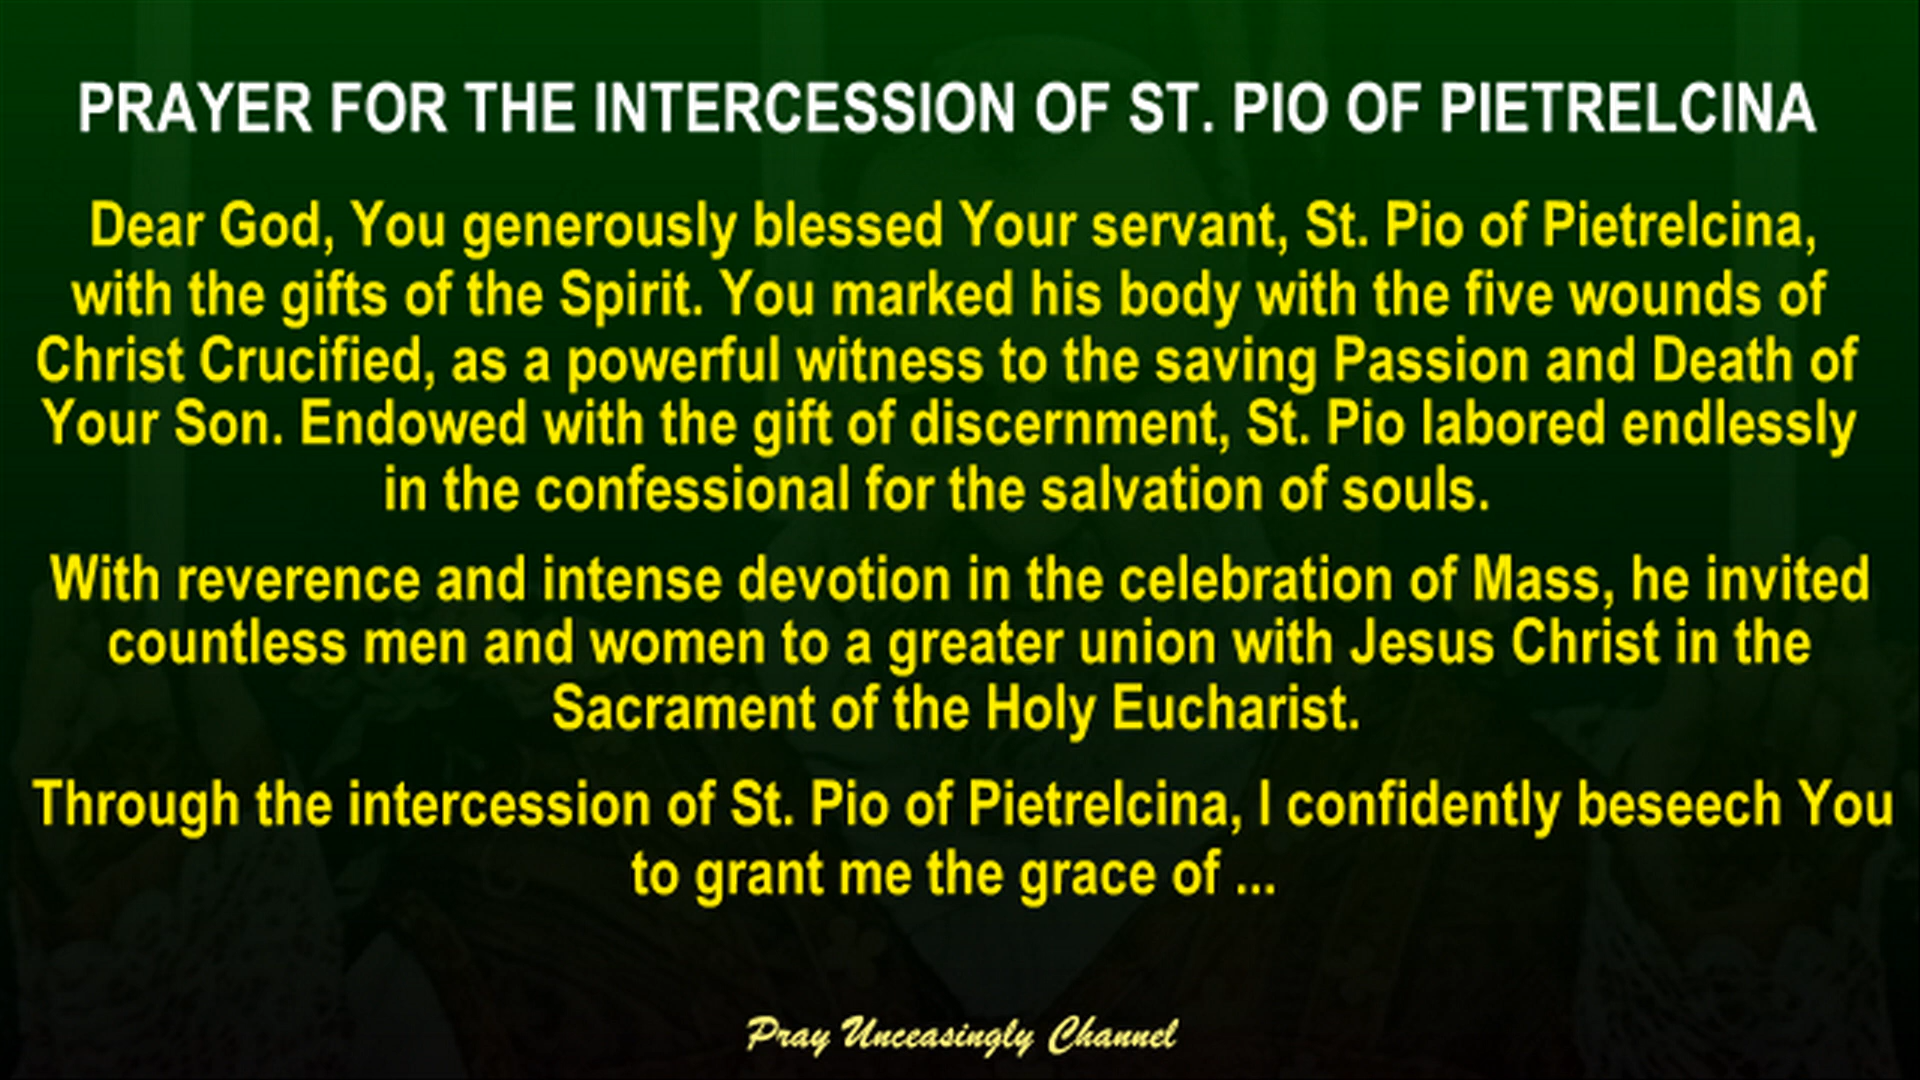 PRAYER FOR THE INTERCESSION OF ST. PIO OF PIETRELCINA
Dear God, You generously blessed Your servant, St. Pio of Pietrelcina,
with the gifts of the Spirit. You marked his body with the five wounds of
Christ Crucified, as a powerful witness to the saving Passion and Death of
Your Son. Endowed with the gift of discernment, St. Pio labored endlessly
in the confessional for the salvation of souls.
With reverence and intense devotion in the celebration of Mass, he invited
countless men and women to a greater union with Jesus Christ in the
Sacrament of the Holy Eucharist.
Through the intercession of St. Pio of Pietrelcina, I confidently beseech You
to grant me the grace of ...
Pray Unceasingly Channel